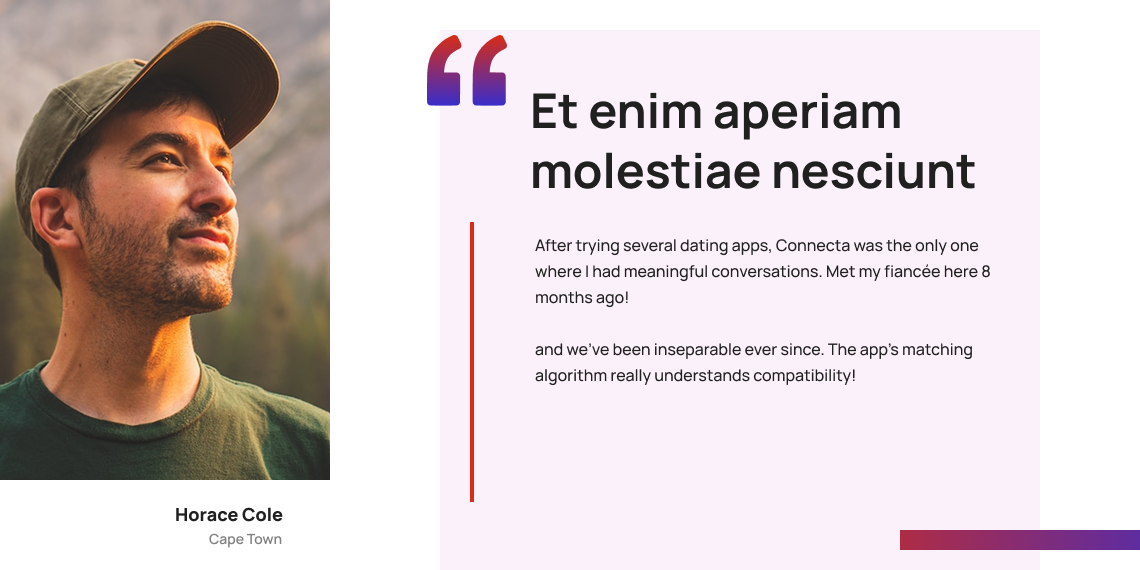 Et enim aperiam
molestiae nesciunt
After trying several dating apps, Connecta was the only one
where I had meaningful conversations. Met my fiancée here 8
months ago!
and we've been inseparable ever since. The app's matching
algorithm really understands compatibility!
Horace Cole
Cape Town